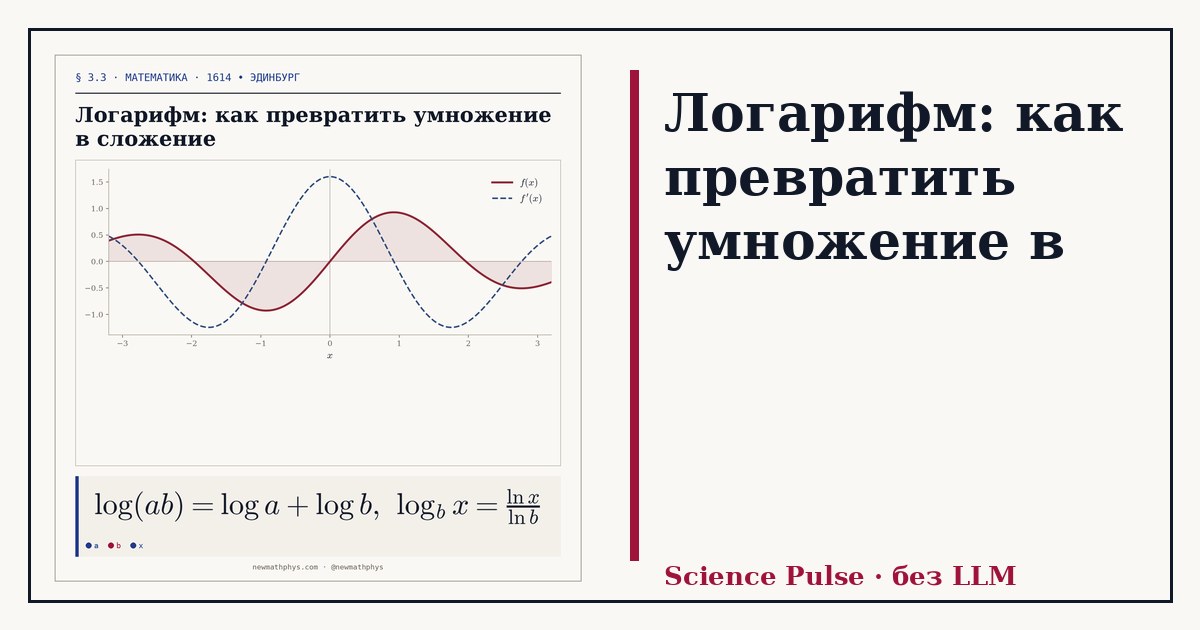 § 3.3 · МАТЕМАТИКА · 1614 • ЭДИНБУРГ
Логарифм: как превратить умножение
в сложение
1.5
1.0
0.5
0.0
−0.5
−1.0
−3 −2 −1 0 1 2 3
x
f(x)
f′(x)
log(ab) = log a + log b, log_b x = ln x / ln b
a b x
newmathphys.com · @newmathphys
Логарифм: как
превратить
умножение в
Science Pulse · без LLM